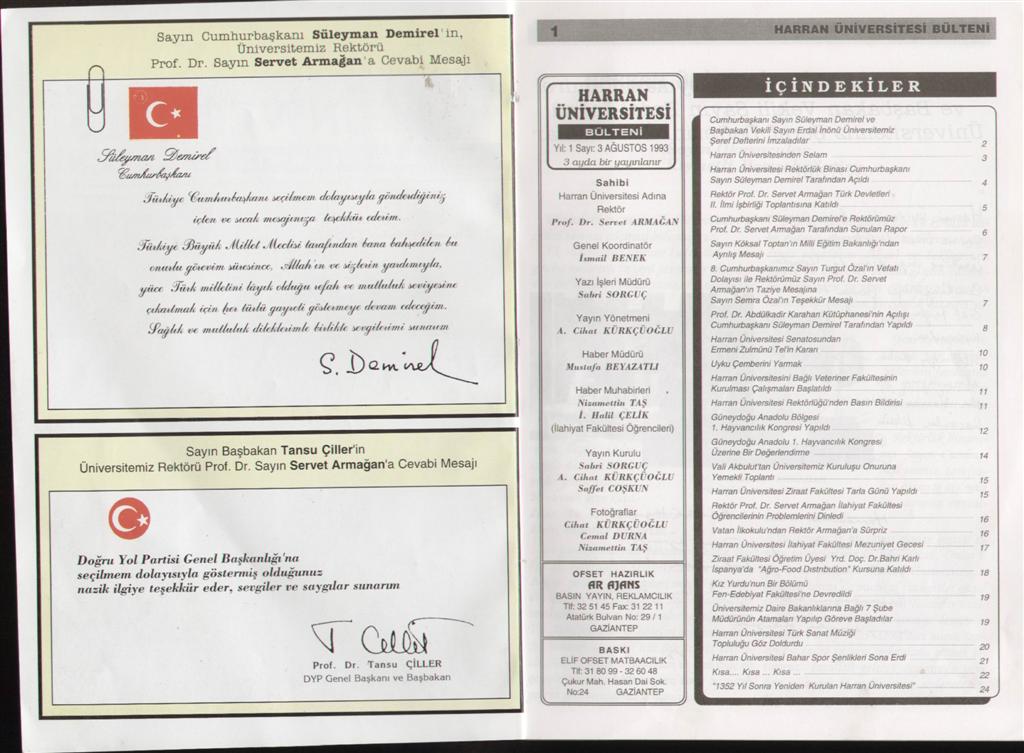 Sayın Cumhurbaşkanı Süleyman Demirel'in,
Üniversitemiz Rektörü
Prof. Dr. Sayın Servet Armağan'a Cevabi Mesajı
Süleyman Demirel
Cumhurbaşkanı
Türkiye Cumhurbaşkanı seçilmem dolayısıyla gönderdiğiniz
içten ve sıcak mesajınıza teşekkür ederim.
Türkiye Büyük Millet Meclisi tarafından bana bahşedilen bu
onurlu görevim süresince, Allah'ın ve sizlerin yardımıyla,
yüce Türk milletini layık olduğu refah ve mutluluk seviyesine
çıkartmak için her türlü gayreti göstermeye devam edeceğim.
Sağlık ve mutluluk dileklerimle birlikte sevgilerimi sunarım
S. Demirel
Sayın Başbakan Tansu Çiller'in
Üniversitemiz Rektörü Prof. Dr. Sayın Servet Armağan'a Cevabi Mesajı
Doğru Yol Partisi Genel Başkanlığı'na
seçilmem dolayısıyla göstermiş olduğunuz
nazik ilgiye teşekkür eder, sevgiler ve saygılar sunarım
Prof. Dr. Tansu ÇİLLER
DYP Genel Başkanı ve Başbakan
1 HARRAN ÜNİVERSİTESİ BÜLTENİ
HARRAN
ÜNİVERSİTESİ
BÜLTENİ
Yıl: 1 Sayı: 3 AĞUSTOS 1993
3 ayda bir yayınlanır
Sahibi
Harran Üniversitesi Adına
Rektör
Prof. Dr. Servet ARMAĞAN
Genel Koordinatör
İsmail BENEK
Yazı İşleri Müdürü
Sabri SORGUÇ
Yayın Yönetmeni
A. Cihat KÜRKÇÜOĞLU
Haber Müdürü
Mustafa BEYAZATLI
Haber Muhabirleri
Nizamettin TAŞ
İ. Halil ÇELİK
(İlahiyat Fakültesi Öğrencileri)
Yayın Kurulu
Sabri SORGUÇ
A. Cihat KÜRKÇÜOĞLU
Saffet COŞKUN
Fotoğraflar
Cihat KÜRKÇÜOĞLU
Cemal DURNA
Nizamettin TAŞ
OFSET HAZIRLIK
AR AJANS
BASIN YAYIN, REKLAMCILIK
Tlf: 32 51 45 Fax: 31 22 11
Atatürk Bulvarı No: 29 / 1
GAZİANTEP
BASKI
ELİF OFSET MATBAACILIK
Tlf: 31 80 99 - 32 60 48
Çukur Mah. Hasan Dai Sok.
No:24 GAZİANTEP
İÇİNDEKİLER
Cumhurbaşkanı Sayın Süleyman Demirel ve
Başbakan Vekili Sayın Erdal İnönü Üniversitemiz
Şeref Defterini İmzaladılar 2
Harran Üniversitesinden Selam 3
Harran Üniversitesi Rektörlük Binası Cumhurbaşkanı
Sayın Süleyman Demirel Tarafından Açıldı 4
Rektör Prof. Dr. Servet Armağan Türk Devletleri
II. İlmi İşbirliği Toplantısına Katıldı 5
Cumhurbaşkanı Süleyman Demirel'e Rektörümüz
Prof. Dr. Servet Armağan Tarafından Sunulan Rapor 6
Sayın Köksal Toptan'ın Milli Eğitim Bakanlığı'ndan
Ayrılış Mesajı 7
8. Cumhurbaşkanımız Sayın Turgut Özal'ın Vefatı
Dolayısı ile Rektörümüz Sayın Prof. Dr. Servet
Armağan'ın Taziye Mesajına
Sayın Semra Özal'ın Teşekkür Mesajı 7
Prof. Dr. Abdülkadir Karahan Kütüphanesi'nin Açılışı
Cumhurbaşkanı Süleyman Demirel Tarafından Yapıldı 8
Harran Üniversitesi Senatosundan
Ermeni Zulmünü Tel'in Kararı 10
Uyku Çemberini Yarmak 10
Harran Üniversitesini Bağlı Veteriner Fakültesinin
Kurulması Çalışmaları Başlatıldı 11
Harran Üniversitesi Rektörlüğü'nden Basın Bildirisi 11
Güneydoğu Anadolu Bölgesi
1. Hayvancılık Kongresi Yapıldı 12
Güneydoğu Anadolu 1. Hayvancılık Kongresi
Üzerine Bir Değerlendirme 14
Vali Akbulut'tan Üniversitemiz Kuruluşu Onuruna
Yemekli Toplantı 15
Harran Üniversitesi Ziraat Fakültesi Tarla Günü Yapıldı 15
Rektör Prof. Dr. Servet Armağan İlahiyat Fakültesi
Öğrencilerinin Problemlerini Dinledi 16
Vatan İlkokulu'ndan Rektör Armağan'a Sürpriz 16
Harran Üniversitesi İlahiyat Fakültesi Mezuniyet Gecesi 17
Ziraat Fakültesi Öğretim Üyesi Yrd. Doç. Dr.Bahri Karlı
İspanya'da "Agro-Food Dıstrıbution" Kursuna Katıldı 18
Kız Yurdu'nun Bir Bölümü
Fen-Edebiyat Fakültesi'ne Devredildi 19
Üniversitemiz Daire Bakanlıklarına Bağlı 7 Şube
Müdürünün Atamaları Yapılıp Göreve Başladılar 19
Harran Üniversitesi Türk Sanat Müziği
Topluluğu Göz Doldurdu 20
Harran Üniversitesi Bahar Spor Şenlikleri Sona Erdi 21
Kısa.... Kısa ... Kısa ... 22
"1352 Yıl Sonra Yeniden Kurulan Harran Üniversitesi" 24